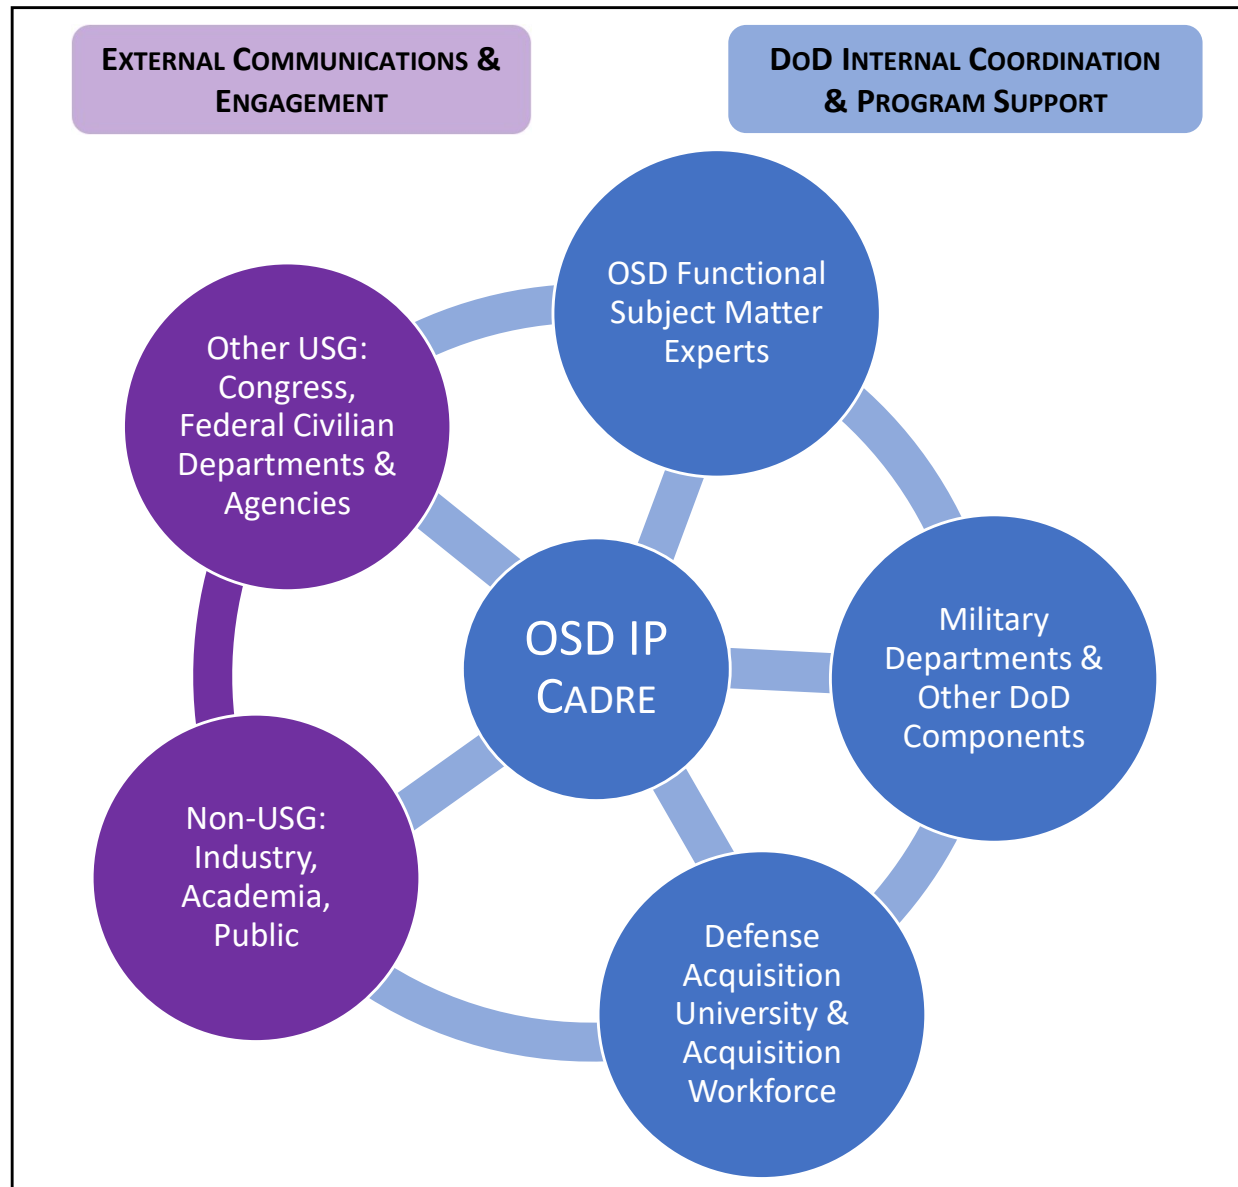 EXTERNAL COMMUNICATIONS &
ENGAGEMENT
DOD INTERNAL COORDINATION
& PROGRAM SUPPORT
OSD Functional
Subject Matter
Experts
Other USG:
Congress,
Federal Civilian
Departments &
Agencies
OSD IP
CADRE
Military
Departments &
Other DoD
Components
Non-USG:
Industry,
Academia,
Public
Defense
Acquisition
University &
Acquisition
Workforce